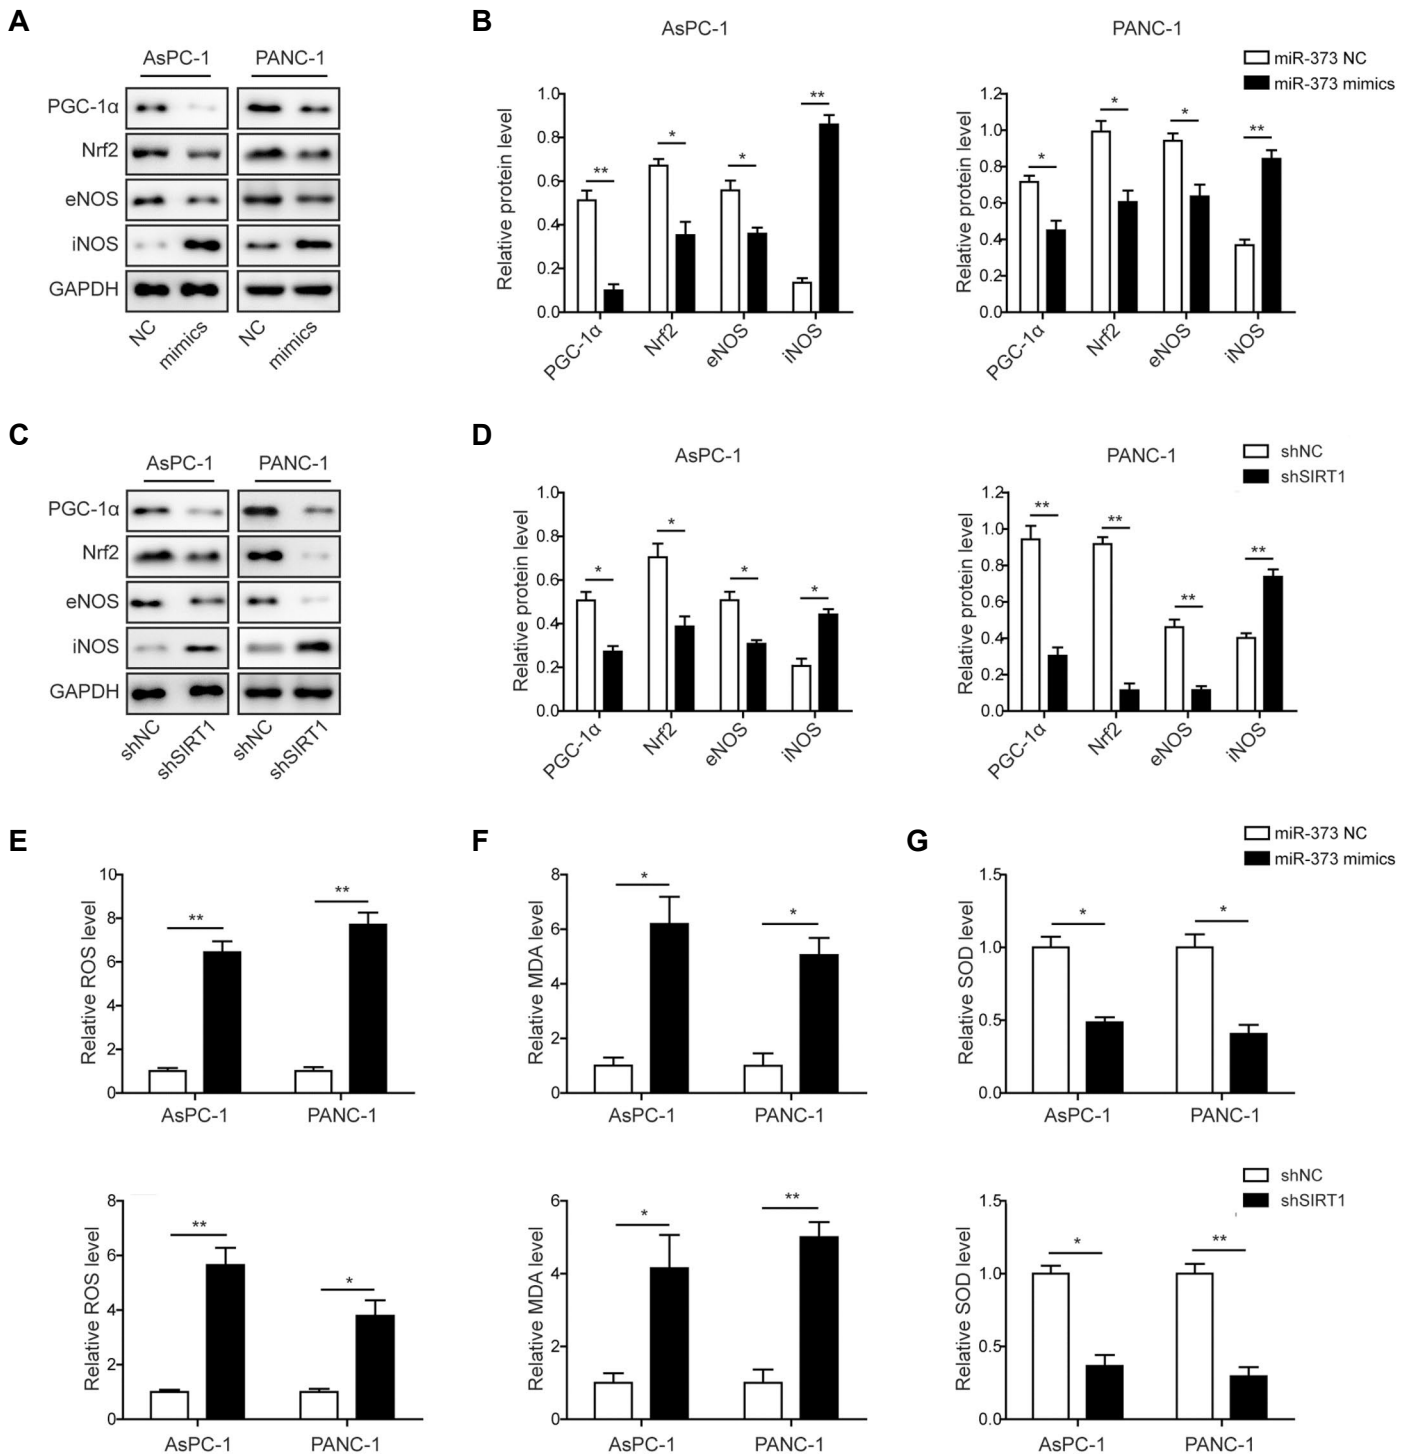 A
AsPC-1 PANC-1
PGC-1α
Nrf2
eNOS
iNOS
GAPDH
NC mimics NC mimics
B
AsPC-1
Relative protein level
1.0
0.8
0.6
0.4
0.2
0.0
** * * **
PGC-1α Nrf2 eNOS iNOS
PANC-1
miR-373 NC
miR-373 mimics
Relative protein level
1.2
1.0
0.8
0.6
0.4
0.2
0.0
* * * **
PGC-1α Nrf2 eNOS iNOS
C
AsPC-1 PANC-1
PGC-1α
Nrf2
eNOS
iNOS
GAPDH
shNC shSIRT1 shNC shSIRT1
D
AsPC-1
Relative protein level
1.0
0.8
0.6
0.4
0.2
0.0
* * * *
PGC-1α Nrf2 eNOS iNOS
PANC-1
shNC
shSIRT1
Relative protein level
1.2
1.0
0.8
0.6
0.4
0.2
0.0
** ** ** **
PGC-1α Nrf2 eNOS iNOS
E
Relative ROS level
10
8
6
4
2
0
** **
AsPC-1 PANC-1
F
Relative MDA level
8
6
4
2
0
* *
AsPC-1 PANC-1
G
miR-373 NC
miR-373 mimics
Relative SOD level
1.5
1.0
0.5
0.0
* *
AsPC-1 PANC-1
Relative ROS level
8
6
4
2
0
** *
AsPC-1 PANC-1
Relative MDA level
6
4
2
0
* **
AsPC-1 PANC-1
shNC
shSIRT1
Relative SOD level
1.5
1.0
0.5
0.0
* **
AsPC-1 PANC-1